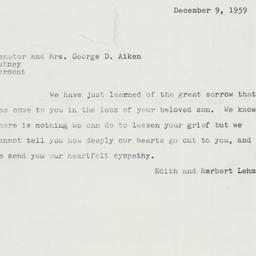 December 9, 1959
enator and Mrs. George D. Aiken
utney
ermont
We have just learned of the great sorrow that
as come to you in the loss of your beloved son. We know
here is nothing we can do to lessen your grief but we
annot tell you how deeply our hearts go out to you, and
s send you our heartfelt sympathy.
Edith and Herbert Lehm